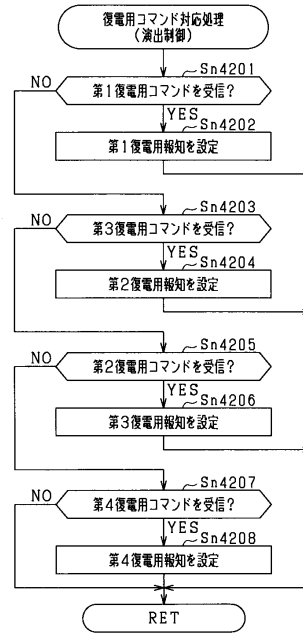 復電用コマンド対応処理
(演出制御)
Sn4201
NO
第1復電用コマンドを受信?
YES
Sn4202
第1復電用報知を設定
Sn4203
NO
第3復電用コマンドを受信?
YES
Sn4204
第2復電用報知を設定
Sn4205
NO
第2復電用コマンドを受信?
YES
Sn4206
第3復電用報知を設定
Sn4207
NO
第4復電用コマンドを受信?
YES
Sn4208
第4復電用報知を設定
RET